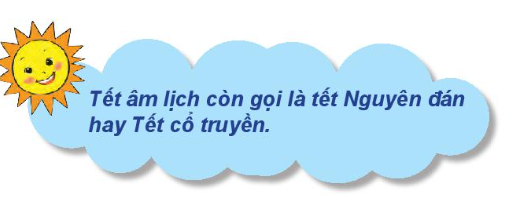 Tết âm lịch còn gọi là tết Nguyên đán
hay Tết cổ truyền.